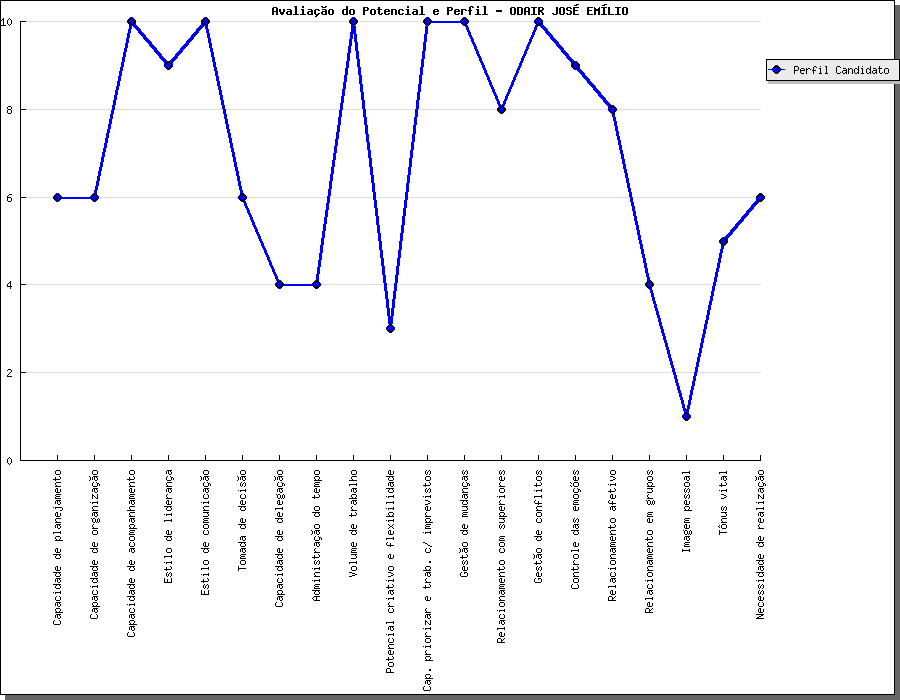 Avaliação do Potencial e Perfil - ODAIR JOSÉ EMÍLIO
10
8
6
4
2
0
Perfil Candidato
Capacidade de planejamento
Capacidade de organização
Capacidade de acompanhamento
Estilo de liderança
Estilo de comunicação
Tomada de decisão
Capacidade de delegação
Administração do tempo
Volume de trabalho
Potencial criativo e flexibilidade
Cap. priorizar e trab. c/ imprevistos
Gestão de mudanças
Relacionamento com superiores
Gestão de conflitos
Controle das emoções
Relacionamento afetivo
Relacionamento em grupos
Imagem pessoal
Tônus vital
Necessidade de realização